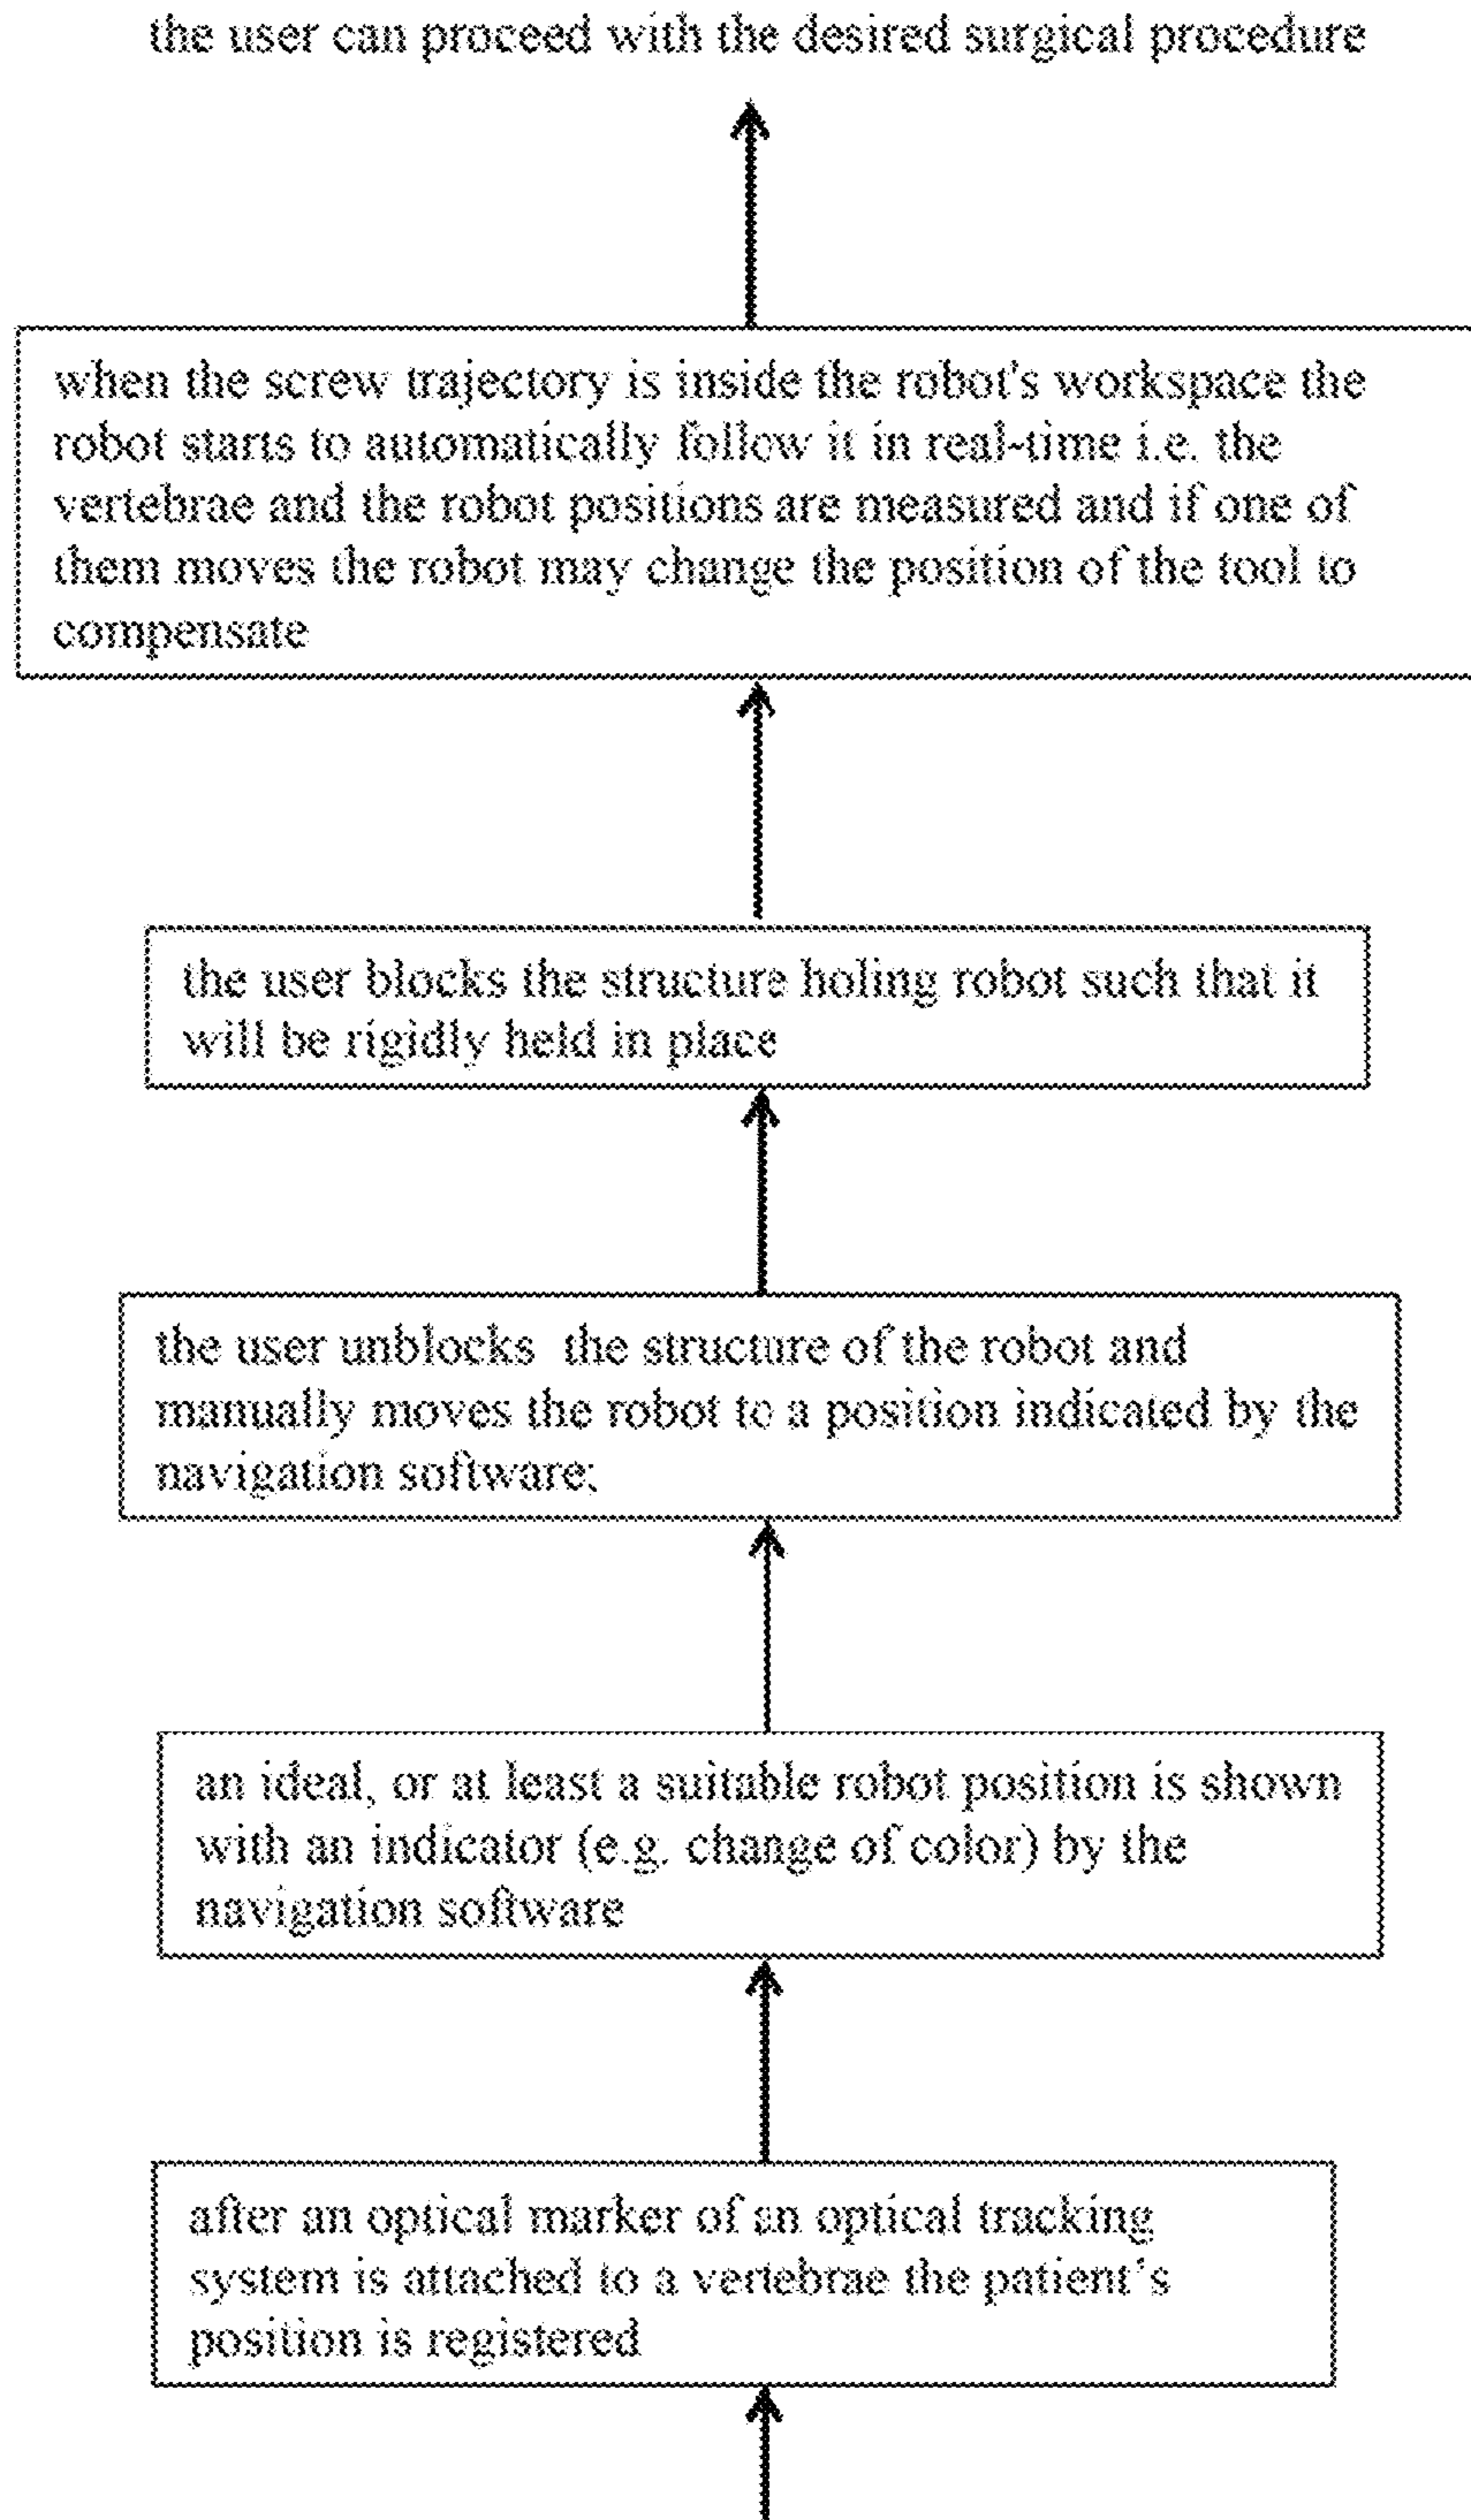 the user can proceed with the desired surgical procedure
when the screw trajectory is inside the robot's workspace the
robot starts to automatically follow it in real-time i.e. the
vertebrae and the robot positions are measured and if one of
them moves the robot may change the position of the tool to
compensate
the user blocks the structure holing robot such that it
will be rigidly held in place
the user unblocks  the structure of the robot and
manually moves the robot to a position indicated by the
navigation software;
an ideal, or at least a suitable robot position is shown
with an indicator (e.g. change of color) by the
navigation software
after an optical marker of an optical tracking
system is attached to a vertebrae the patient's
position is registered